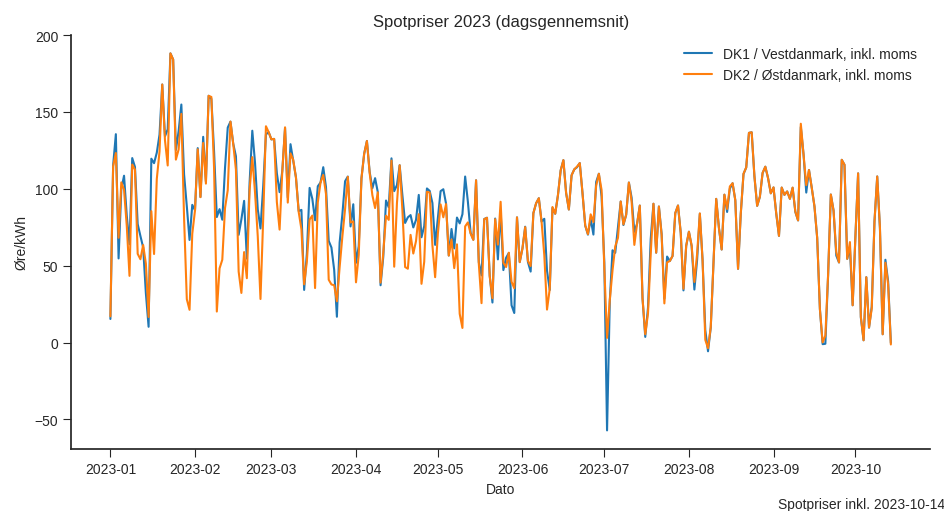 Spotpriser 2023 (dagsgennemsnit)
DK1 / Vestdanmark, inkl. moms
DK2 / Østdanmark, inkl. moms
200
150
100
50
0
−50
Øre/kWh
2023-01
2023-02
2023-03
2023-04
2023-05
2023-06
2023-07
2023-08
2023-09
2023-10
Dato
Spotpriser inkl. 2023-10-14